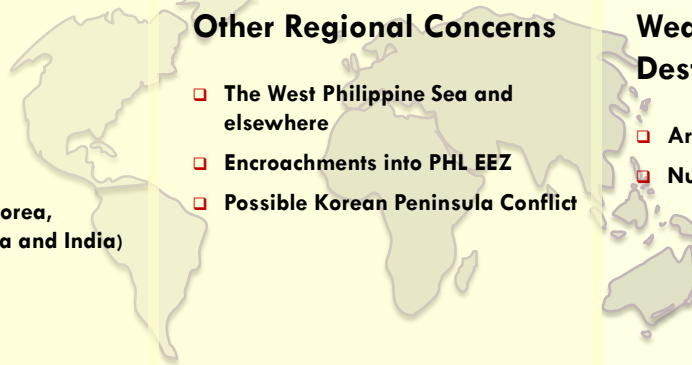 orea,
a and India)
Other Regional Concerns
The West Philippine Sea and
elsewhere
Encroachments into PHL EEZ
Possible Korean Peninsula Conflict
Wea
Dest
Ar
Nu